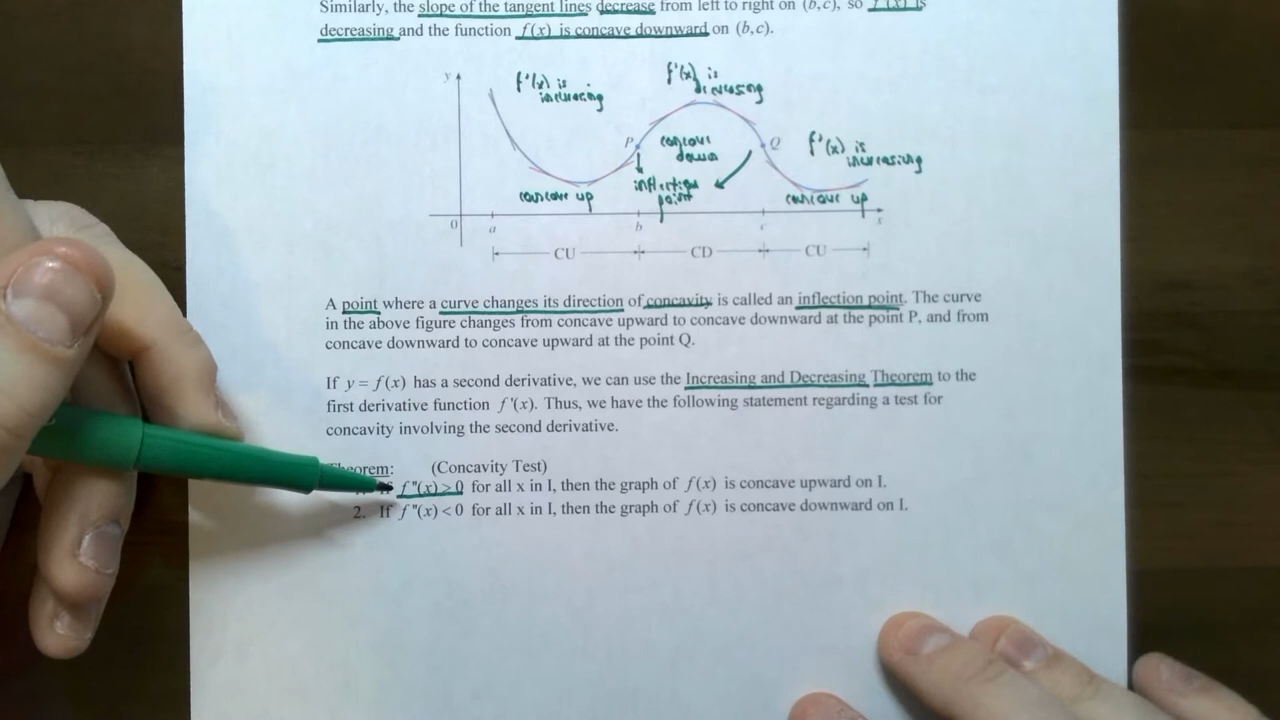 Similarly, the slope of the tangent lines decrease from left to right on (b,c), so f'(x) is
decreasing and the function f(x) is concave downward on (b,c).
y
f'(x) is
increasing
f'(x) is
decreasing
P
concave
down
Q
f'(x) is
increasing
inflection
point
concave up
concave up
0 a b c x
CU CD CU
A point where a curve changes its direction of concavity is called an inflection point. The curve
in the above figure changes from concave upward to concave downward at the point P, and from
concave downward to concave upward at the point Q.
If y = f(x) has a second derivative, we can use the Increasing and Decreasing Theorem to the
first derivative function f'(x). Thus, we have the following statement regarding a test for
concavity involving the second derivative.
Theorem: (Concavity Test)
If f"(x) > 0 for all x in I, then the graph of f(x) is concave upward on I.
2. If f"(x) < 0 for all x in I, then the graph of f(x) is concave downward on I.